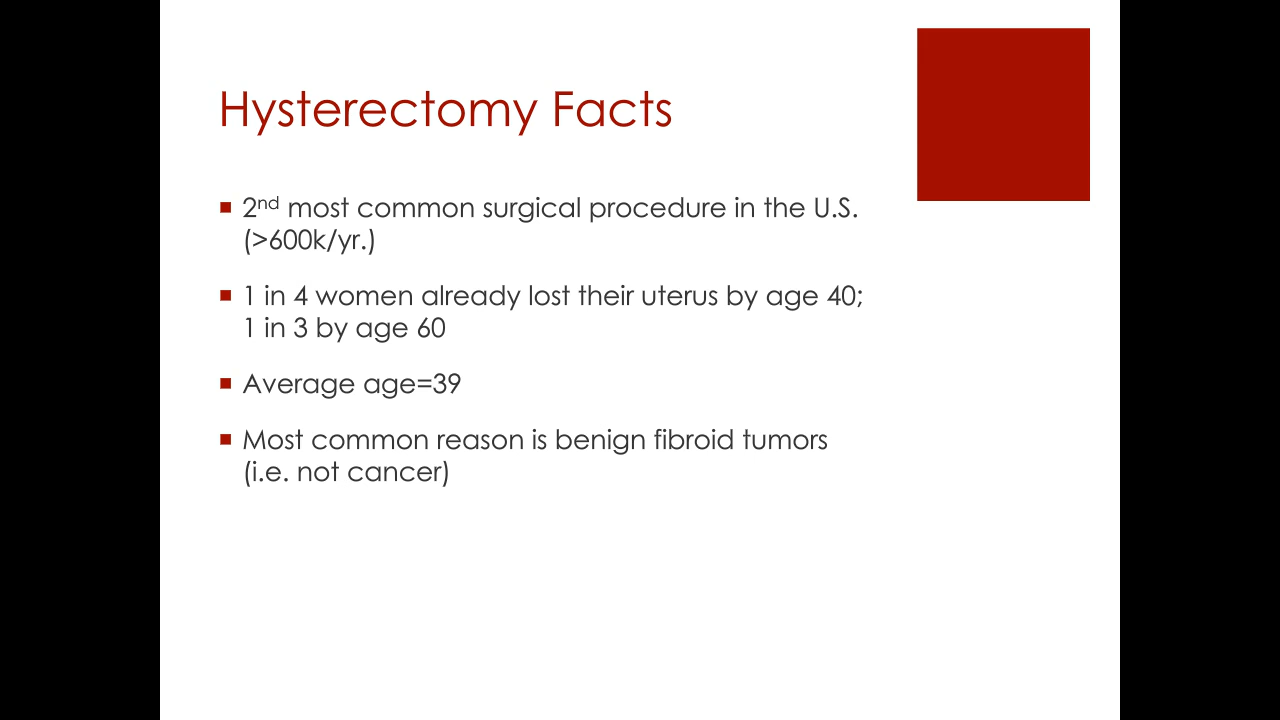 Hysterectomy Facts
2nd most common surgical procedure in the U.S.
(>600k/yr.)
1 in 4 women already lost their uterus by age 40;
1 in 3 by age 60
Average age=39
Most common reason is benign fibroid tumors
(i.e. not cancer)